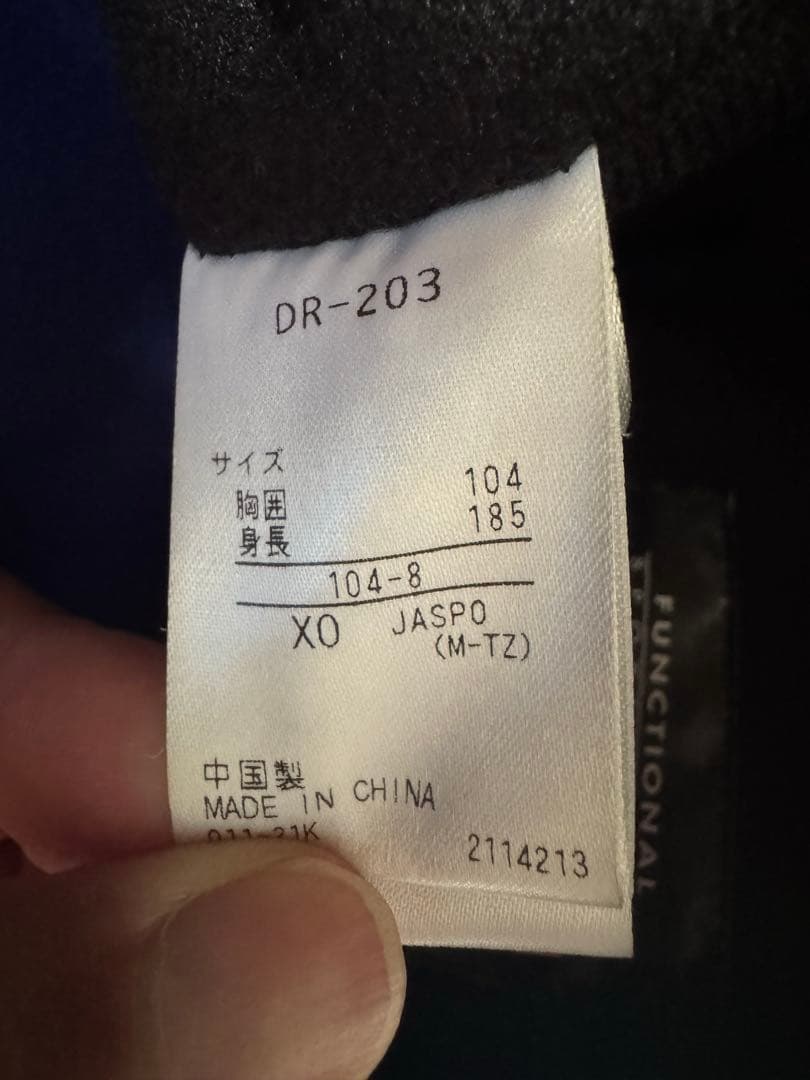 DR-203
サイズ
胸囲 104
身長 185
104-8
XO JASPO
(M-TZ)
中国製
MADE IN CHINA
2114213
FUNCTIONAL